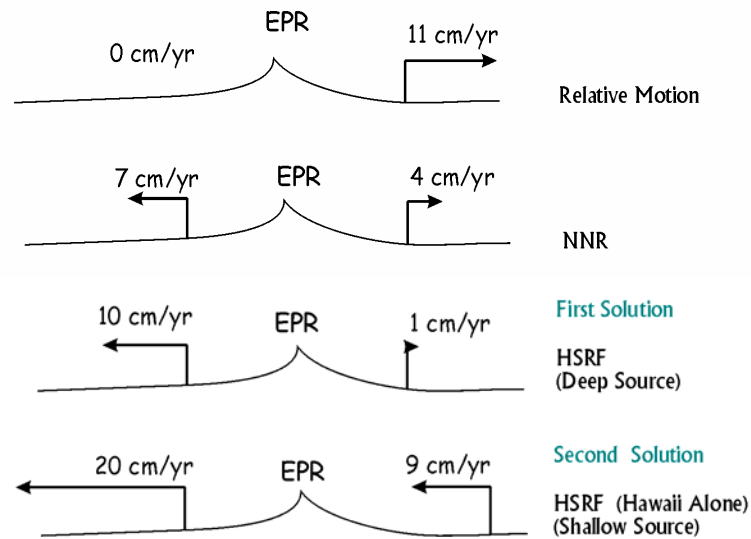 EPR
0 cm/yr
11 cm/yr
Relative Motion
7 cm/yr
EPR
4 cm/yr
NNR
10 cm/yr
EPR
1 cm/yr
First Solution
HSRF
(Deep Source)
20 cm/yr
EPR
9 cm/yr
Second Solution
HSRF (Hawaii Alone)
(Shallow Source)